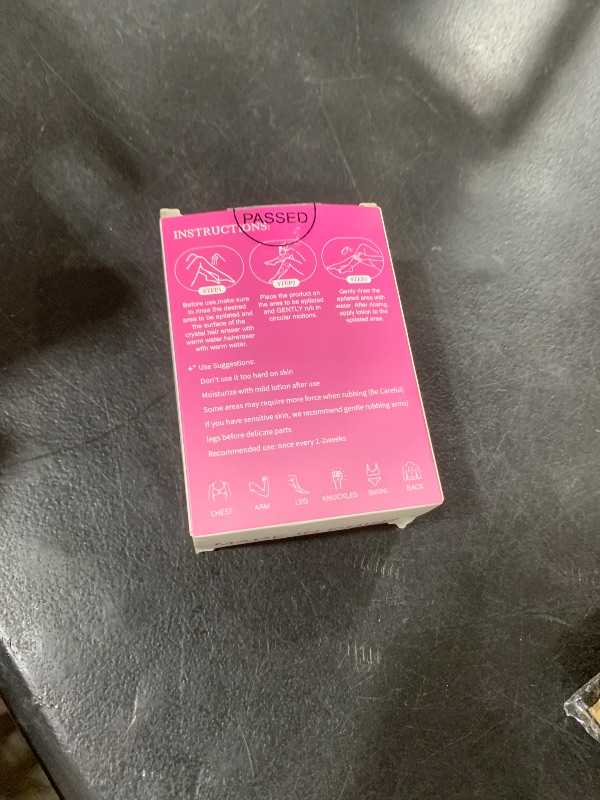 PASSED
INSTRUCTIONS:
STEP1
Before use,make sure
to rinse the desired
area to be epilated and
the surface of the
crystal hair eraser with
warm water.haireraser
with warm water.
STEP2
Place the product on
the area to be epilated
and GENTLY rub in
circular motions.
STEP3
Genly rinse the
epilated area with
water. After rinsing,
apply lotion to the
epilated area.
Use Suggestions:
Don't use it too hard on skin
Moisturize with mild lotion after use
Some areas may require more force when rubbing (Be Careful)
If you have sensitive skin, we recommend gentle rubbing arms/
legs before delicate parts
Recommended use: once every 1-2weeks
CHEST
ARM
LEG
KNUCKLES
BIKINI
BACK